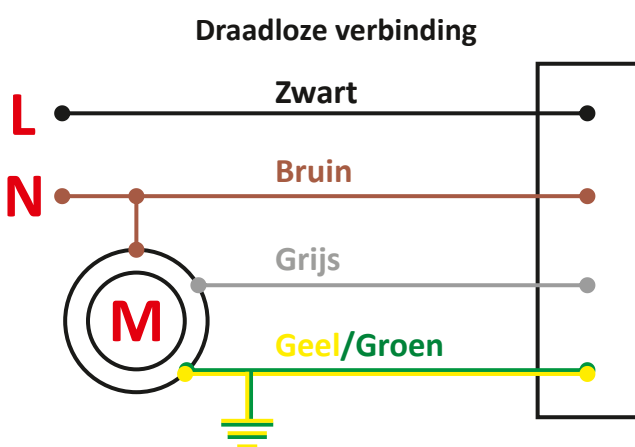 Draadloze verbinding
Zwart
L
Bruin
N
Grijs
M
Geel/Groen